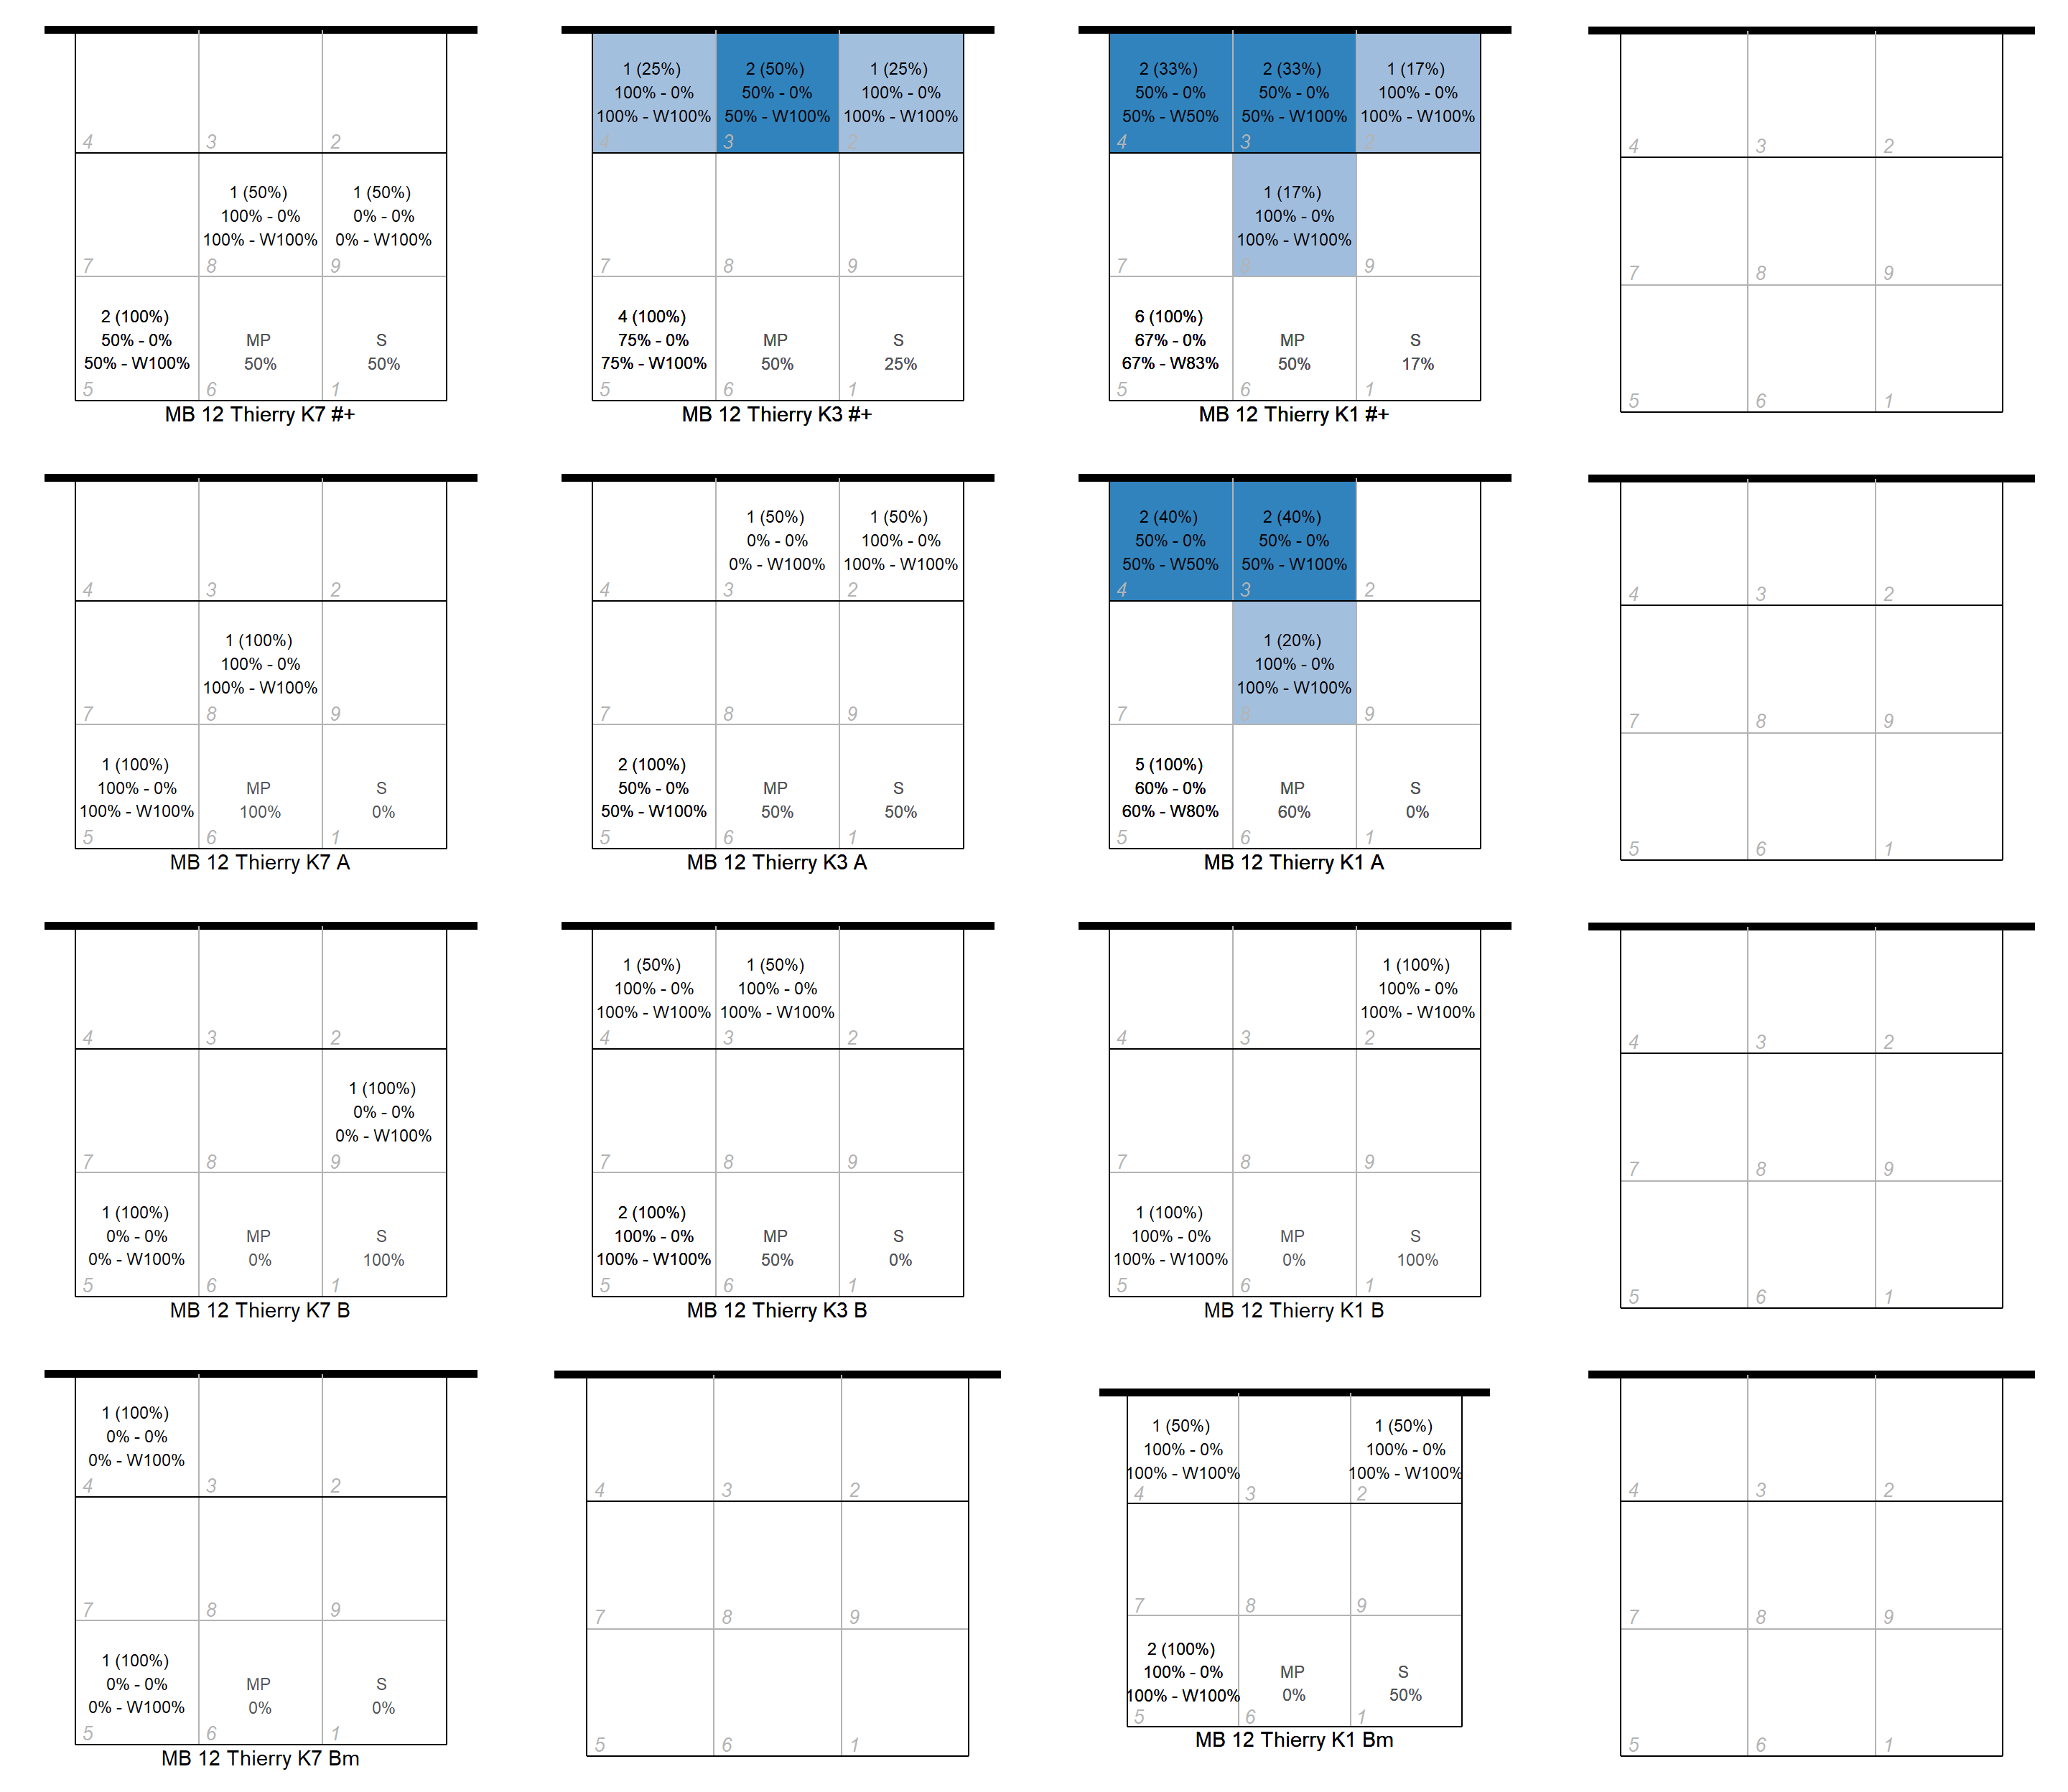 1 (25%) 2 (50%) 1 (25%) 2 (33%) 2 (33%) 1 (17%)
100% - 0% 50% - 0% 100% - 0% 50% - 0% 50% - 0% 100% - 0%
100% - W100% 50% - W100% 100% - W100% 50% - W50% 50% - W100% 100% - W100%
4 3 2 4 3 2 4 3 2 4 3 2
1 (50%) 1 (50%) 1 (17%)
100% - 0% 0% - 0% 100% - 0%
100% - W100% 0% - W100% 100% - W100%
7 8 9 7 8 9 7 8 9 7 8 9
2 (100%) 4 (100%) 6 (100%)
50% - 0% MP S 75% - 0% MP S 67% - 0% MP S
50% - W100% 50% 50% 75% - W100% 50% 25% 67% - W83% 50% 17%
5 6 1 5 6 1 5 6 1 5 6 1
MB 12 Thierry K7 #+ MB 12 Thierry K3 #+ MB 12 Thierry K1 #+
1 (50%) 1 (50%) 2 (40%) 2 (40%)
0% - 0% 100% - 0% 50% - 0% 50% - 0%
0% - W100% 100% - W100% 50% - W50% 50% - W100%
4 3 2 4 3 2 4 3 2 4 3 2
1 (100%) 1 (20%)
100% - 0% 100% - 0%
100% - W100% 100% - W100%
7 8 9 7 8 9 7 8 9 7 8 9
1 (100%) 2 (100%) 5 (100%)
100% - 0% MP S 50% - 0% MP S 60% - 0% MP S
100% - W100% 100% 0% 50% - W100% 50% 50% 60% - W80% 60% 0%
5 6 1 5 6 1 5 6 1 5 6 1
MB 12 Thierry K7 A MB 12 Thierry K3 A MB 12 Thierry K1 A
1 (50%) 1 (50%) 1 (100%)
100% - 0% 100% - 0% 100% - 0%
100% - W100% 100% - W100% 100% - W100%
4 3 2 4 3 2 4 3 2 4 3 2
1 (100%)
0% - 0%
0% - W100%
7 8 9 7 8 9 7 8 9 7 8 9
1 (100%) 2 (100%) 1 (100%)
0% - 0% MP S 100% - 0% MP S 100% - 0% MP S
0% - W100% 0% 100% 100% - W100% 50% 0% 100% - W100% 0% 100%
5 6 1 5 6 1 5 6 1 5 6 1
MB 12 Thierry K7 B MB 12 Thierry K3 B MB 12 Thierry K1 B
1 (100%) 1 (50%) 1 (50%)
0% - 0% 100% - 0% 100% - 0%
0% - W100% 100% - W100% 100% - W100%
4 3 2 4 3 2 4 3 2 4 3 2
7 8 9 7 8 9 7 8 9 7 8 9
1 (100%) 2 (100%)
0% - 0% MP S 100% - 0% MP S
0% - W100% 0% 0% 100% - W100% 0% 50%
5 6 1 5 6 1 5 6 1 5 6 1
MB 12 Thierry K7 Bm MB 12 Thierry K1 Bm